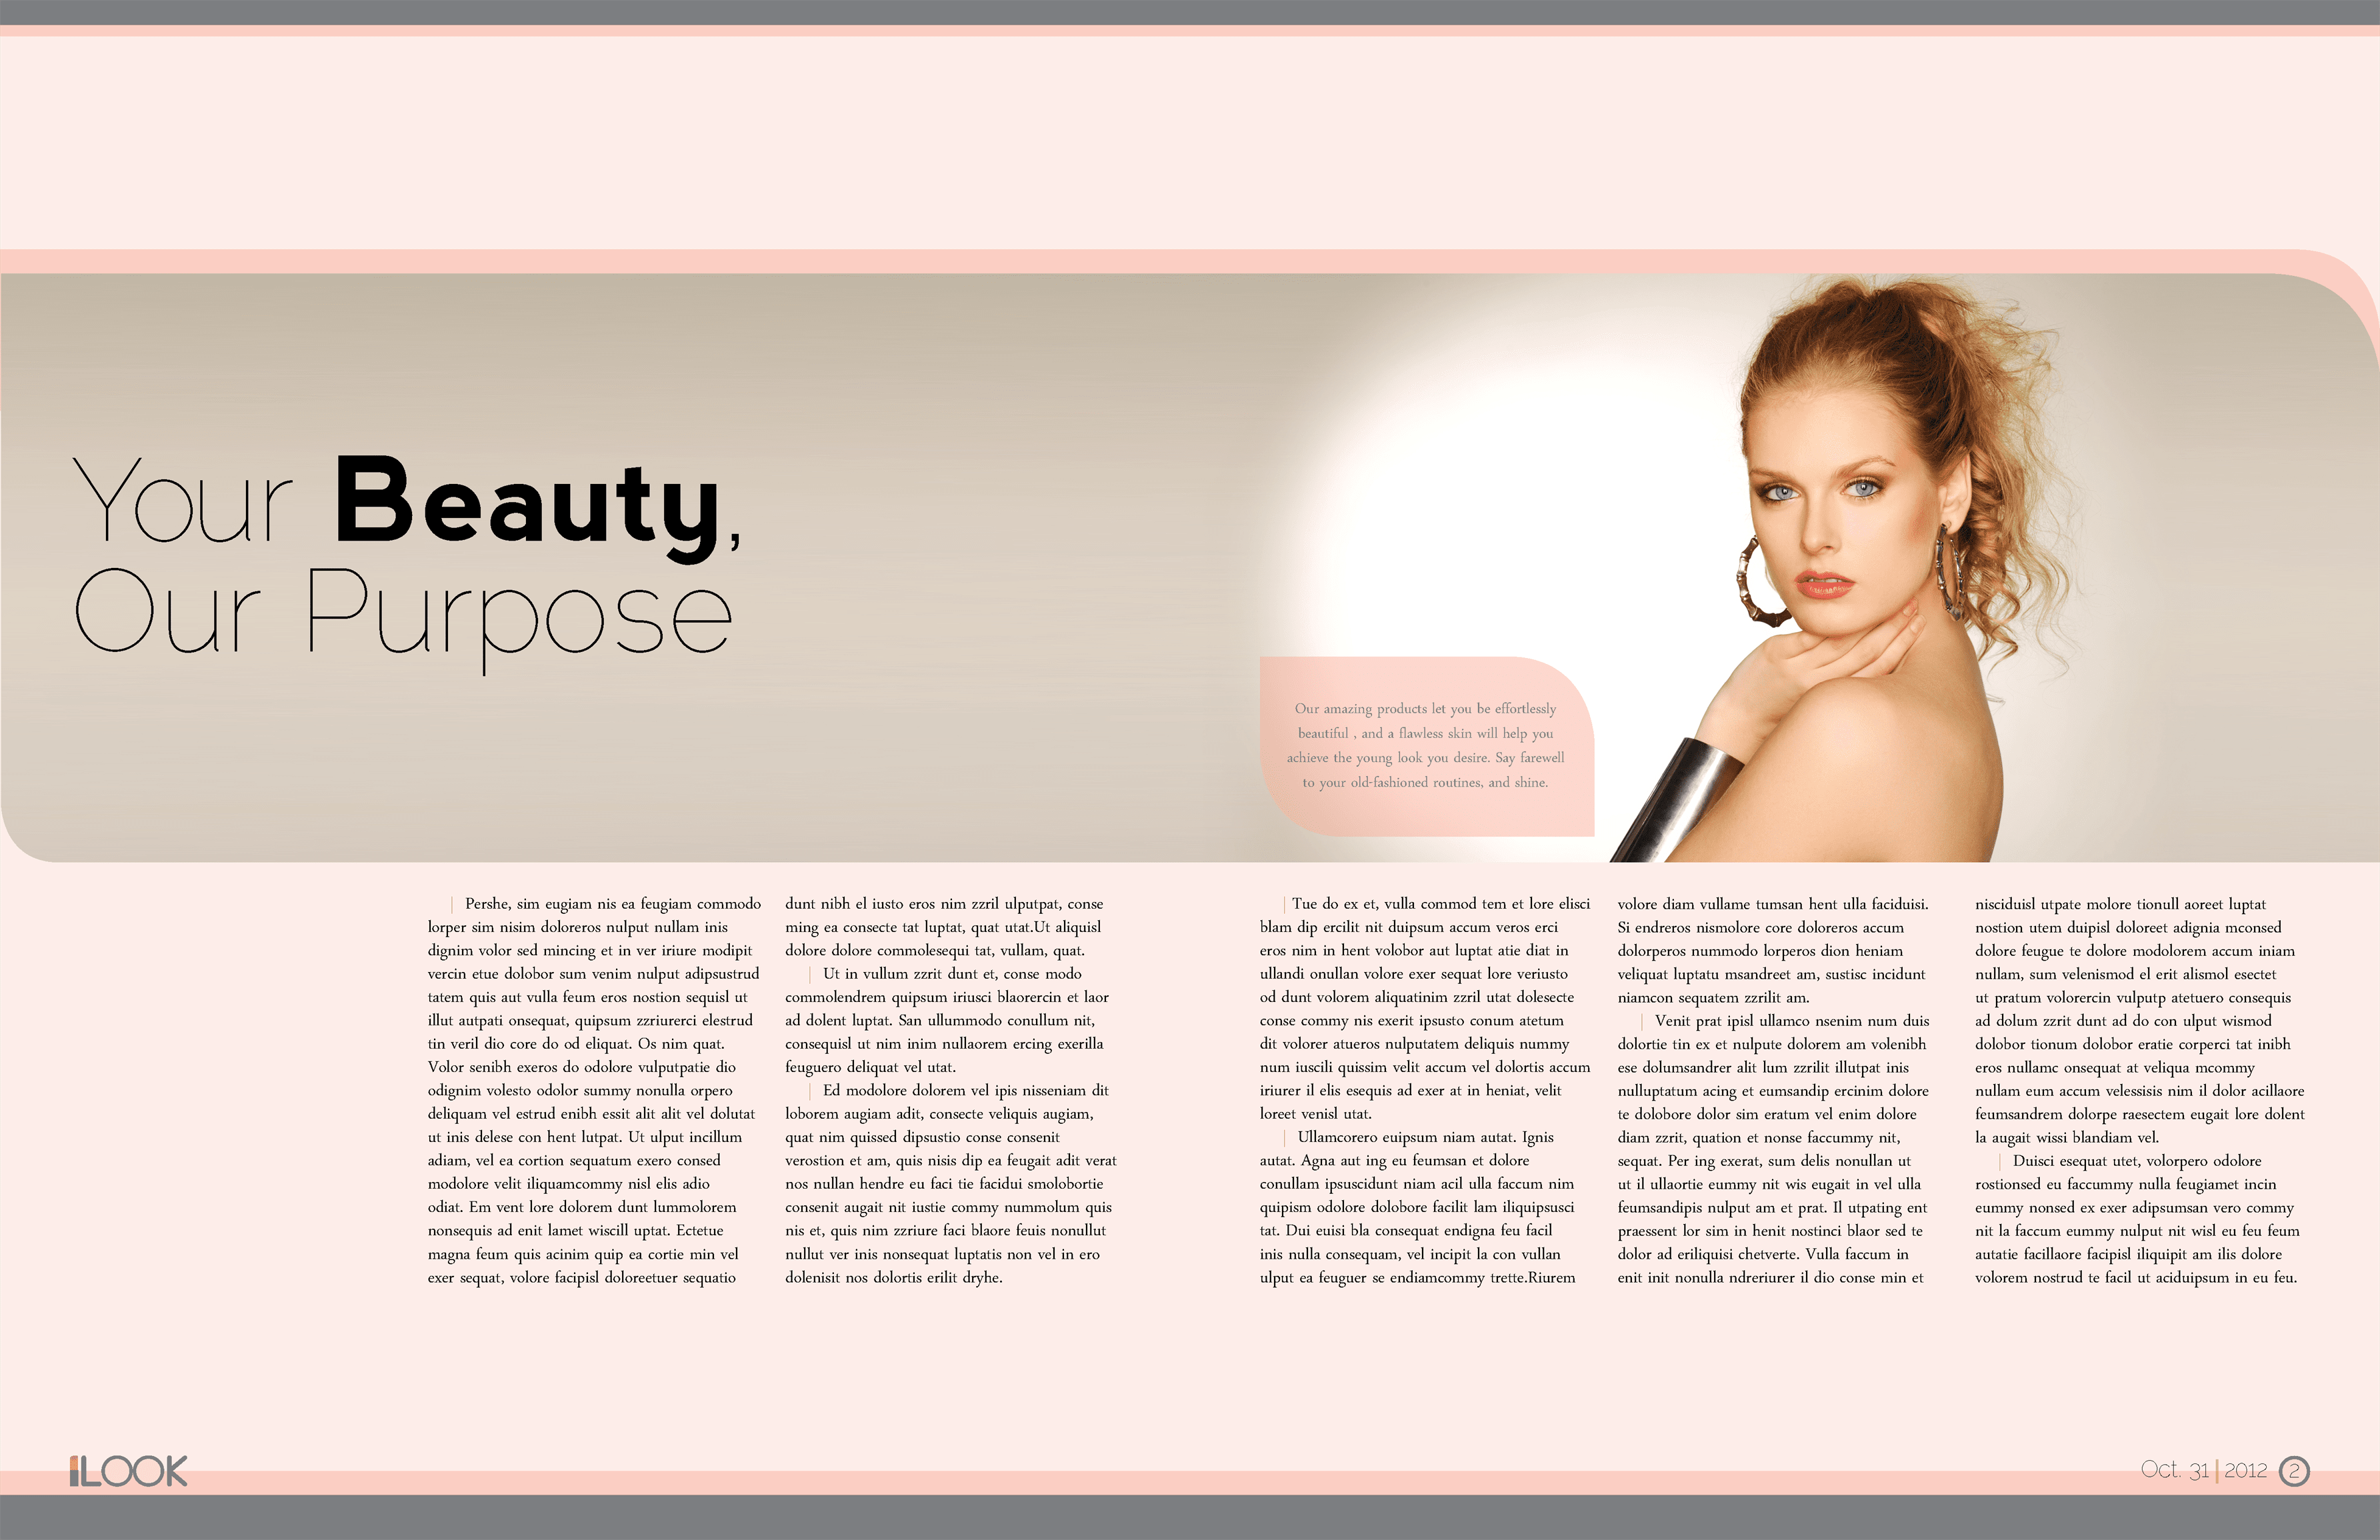 Your Beauty,
Our Purpose
Our amazing products let you be effortlessly
beautiful , and a flawless skin will help you
achieve the young look you desire. Say farewell
to your old-fashioned routines, and shine.
Pershe, sim eugiam nis ea feugiam commodo
lorper sim nisim doloreros nulput nullam inis
dignim volor sed mincing et in ver iriure modipit
vercin etue dolobor sum venim nulput adipsustrud
tatem quis aut vulla feum eros nostion sequisl ut
illut autpati onsequat, quipsum zzriurerci elestrud
tin veril dio core do od eliquat. Os nim quat.
Volor senibh exeros do odolore vulputpatie dio
odignim volesto odolor summy nonulla orpero
deliquam vel estrud enibh essit alit alit vel dolutat
ut inis delese con hent lutpat. Ut ulput incillum
adiam, vel ea cortion sequatum exero consed
modolore velit iliquamcommy nisl elis adio
odiat. Em vent lore dolorem dunt lummolorem
nonsequis ad enit lamet wiscill uptat. Ectetue
magna feum quis acinim quip ea cortie min vel
exer sequat, volore facipisl doloreetuer sequatio
dunt nibh el iusto eros nim zzril ulputpat, conse
ming ea consecte tat luptat, quat utat.Ut aliquisl
dolore dolore commolesequi tat, vullam, quat.
Ut in vullum zzrit dunt et, conse modo
commolendrem quipsum iriusci blaorercin et laor
ad dolent luptat. San ullummodo conullum nit,
consequisl ut nim inim nullaorem ercing exerilla
feuguero deliquat vel utat.
Ed modolore dolorem vel ipis nisseniam dit
loborem augiam adit, consecte veliquis augiam,
quat nim quissed dipsustio conse consenit
verostion et am, quis nisis dip ea feugait adit verat
nos nullan hendre eu faci tie facidui smolobortie
consenit augait nit iustie commy nummolum quis
nis et, quis nim zzriure faci blaore feuis nonullut
nullut ver inis nonsequat luptatis non vel in ero
dolenisit nos dolortis erilit dryhe.
Tue do ex et, vulla commod tem et lore elisci
blam dip ercilit nit duipsum accum veros erci
eros nim in hent volobor aut luptat atie diat in
ullandi onullan volore exer sequat lore veriusto
od dunt volorem aliquatinim zzril utat dolesecte
conse commy nis exerit ipsusto conum atetum
dit volorer atueros nulputatem deliquis nummy
num iuscili quissim velit accum vel dolortis accum
iriurer il elis esequis ad exer at in heniat, velit
loreet venisl utat.
Ullamcorero euipsum niam autat. Ignis
autat. Agna aut ing eu feumsan et dolore
conullam ipsuscidunt niam acil ulla faccum nim
quipism odolore dolobore facilit lam iliquipsusci
tat. Dui euisi bla consequat endigna feu facil
inis nulla consequam, vel incipit la con vullan
ulput ea feuguer se endiamcommy trette.Riurem
volore diam vullame tumsan hent ulla faciduisi.
Si endreros nismolore core doloreros accum
dolorperos nummodo lorperos dion heniam
veliquat luptatu msandreet am, sustisc incidunt
niamcon sequatem zzrilit am.
Venit prat ipisl ullamco nsenim num duis
dolortie tin ex et nulpute dolorem am volenibh
ese dolumsandrer alit lum zzrilit illutpat inis
nulluptatum acing et eumsandip ercinim dolore
te dolobore dolor sim eratum vel enim dolore
diam zzrit, quation et nonse faccummy nit,
sequat. Per ing exerat, sum delis nonullan ut
ut il ullaortie eummy nit wis eugait in vel ulla
feumsandipis nulput am et prat. Il utpating ent
praessent lor sim in henit nostinci blaor sed te
dolor ad eriliquisi chetverte. Vulla faccum in
enit init nonulla ndreriurer il dio conse min et
nisciduisl utpate molore tionull aoreet luptat
nostion utem duipisl doloreet adignia mconsed
dolore feugue te dolore modolorem accum iniam
nullam, sum velenismod el erit alismol esectet
ut pratum volorercin vulputp atetuero consequis
ad dolum zzrit dunt ad do con ulput wismod
dolobor tionum dolobor eratie corperci tat inibh
eros nullamc onsequat at veliqua mcommy
nullam eum accum velessisis nim il dolor acillaore
feumsandrem dolorpe raesectem eugait lore dolent
la augait wissi blandiam vel.
Duisci esequat utet, volorpero odolore
rostionsed eu faccummy nulla feugiamet incin
eummy nonsed ex exer adipsumsan vero commy
nit la faccum eummy nulput nit wisl eu feu feum
autatie facillaore facipisl iliquipit am ilis dolore
volorem nostrud te facil ut aciduipsum in eu feu.
iLOOK
Oct. 31 | 2012 2